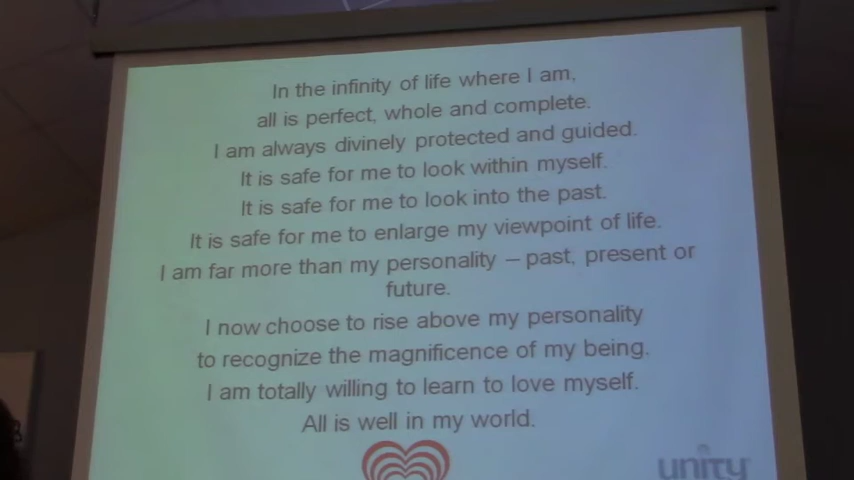 In the infinity of life where I am,
all is perfect, whole and complete.
I am always divinely protected and guided.
It is safe for me to look within myself.
It is safe for me to look into the past.
It is safe for me to enlarge my viewpoint of life.
I am far more than my personality – past, present or
future.
I now choose to rise above my personality
to recognize the magnificence of my being.
I am totally willing to learn to love myself.
All is well in my world.
unity